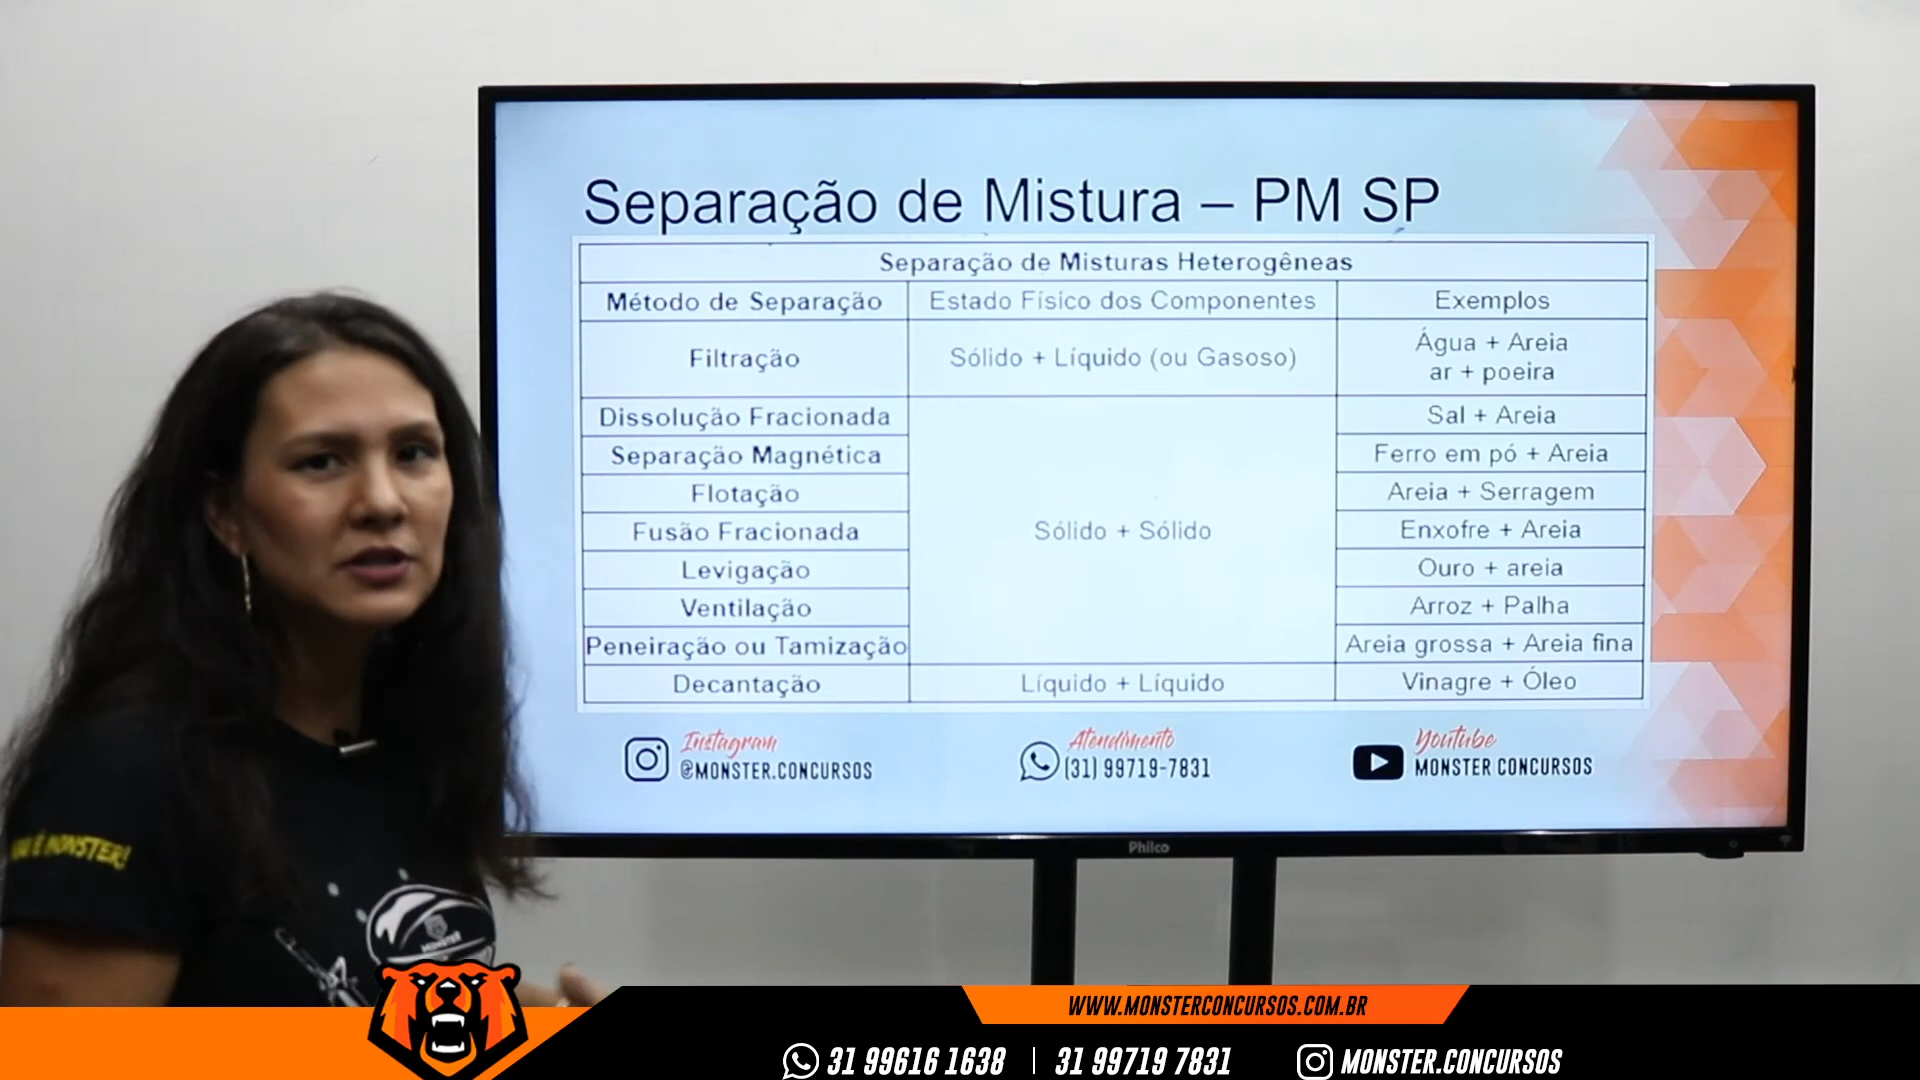 Separação de Mistura – PM SP
Separação de Misturas Heterogêneas
Método de Separação Estado Físico dos Componentes Exemplos
Filtração Sólido + Líquido (ou Gasoso) Água + Areia
ar + poeira
Dissolução Fracionada Sal + Areia
Separação Magnética Ferro em pó + Areia
Flotação Areia + Serragem
Fusão Fracionada Sólido + Sólido Enxofre + Areia
Levigação Ouro + areia
Ventilação Arroz + Palha
Peneiração ou Tamização Areia grossa + Areia fina
Decantação Líquido + Líquido Vinagre + Óleo
Instagram
@MONSTER.CONCURSOS
Atendimento
(31) 99719-7831
Youtube
MONSTER CONCURSOS
Philco
É MONSTER!
MONSTER
WWW.MONSTERCONCURSOS.COM.BR
31 99616 1638 | 31 99719 7831 MONSTER.CONCURSOS